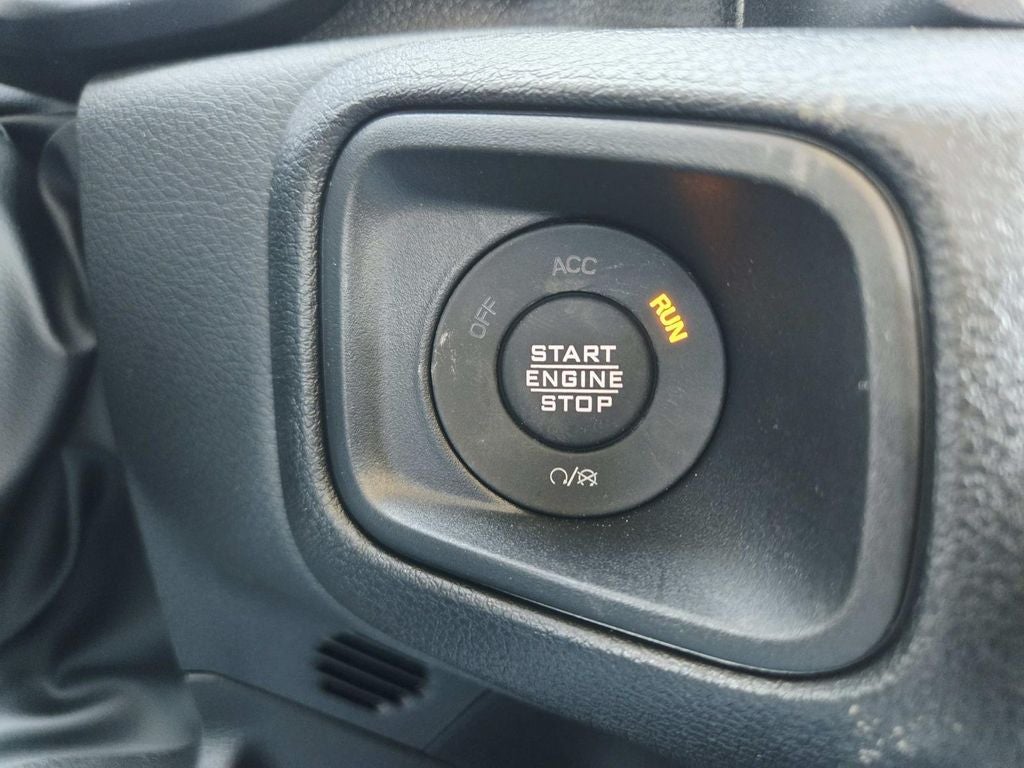 ACC
OFF
RUN
START
ENGINE
STOP